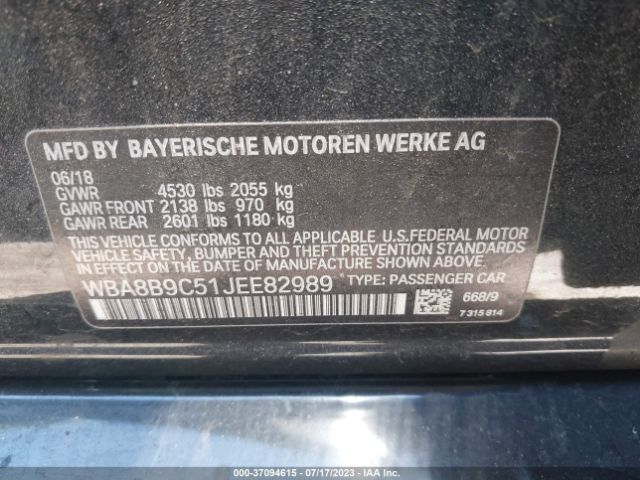 MFD BY BAYERISCHE MOTOREN WERKE AG
06/18
GVWR 4530 lbs 2055 kg
GAWR FRONT 2138 lbs 970 kg
GAWR REAR 2601 lbs 1180 kg
THIS VEHICLE CONFORMS TO ALL APPLICABLE U.S.FEDERAL MOTOR
VEHICLE SAFETY, BUMPER AND THEFT PREVENTION STANDARDS
IN EFFECT ON THE DATE OF MANUFACTURE SHOWN ABOVE.
WBA8B9C51JEE82989 TYPE: PASSENGER CAR
668/9
7 315 814
000-37094615 - 07/17/2023 - IAA Inc.